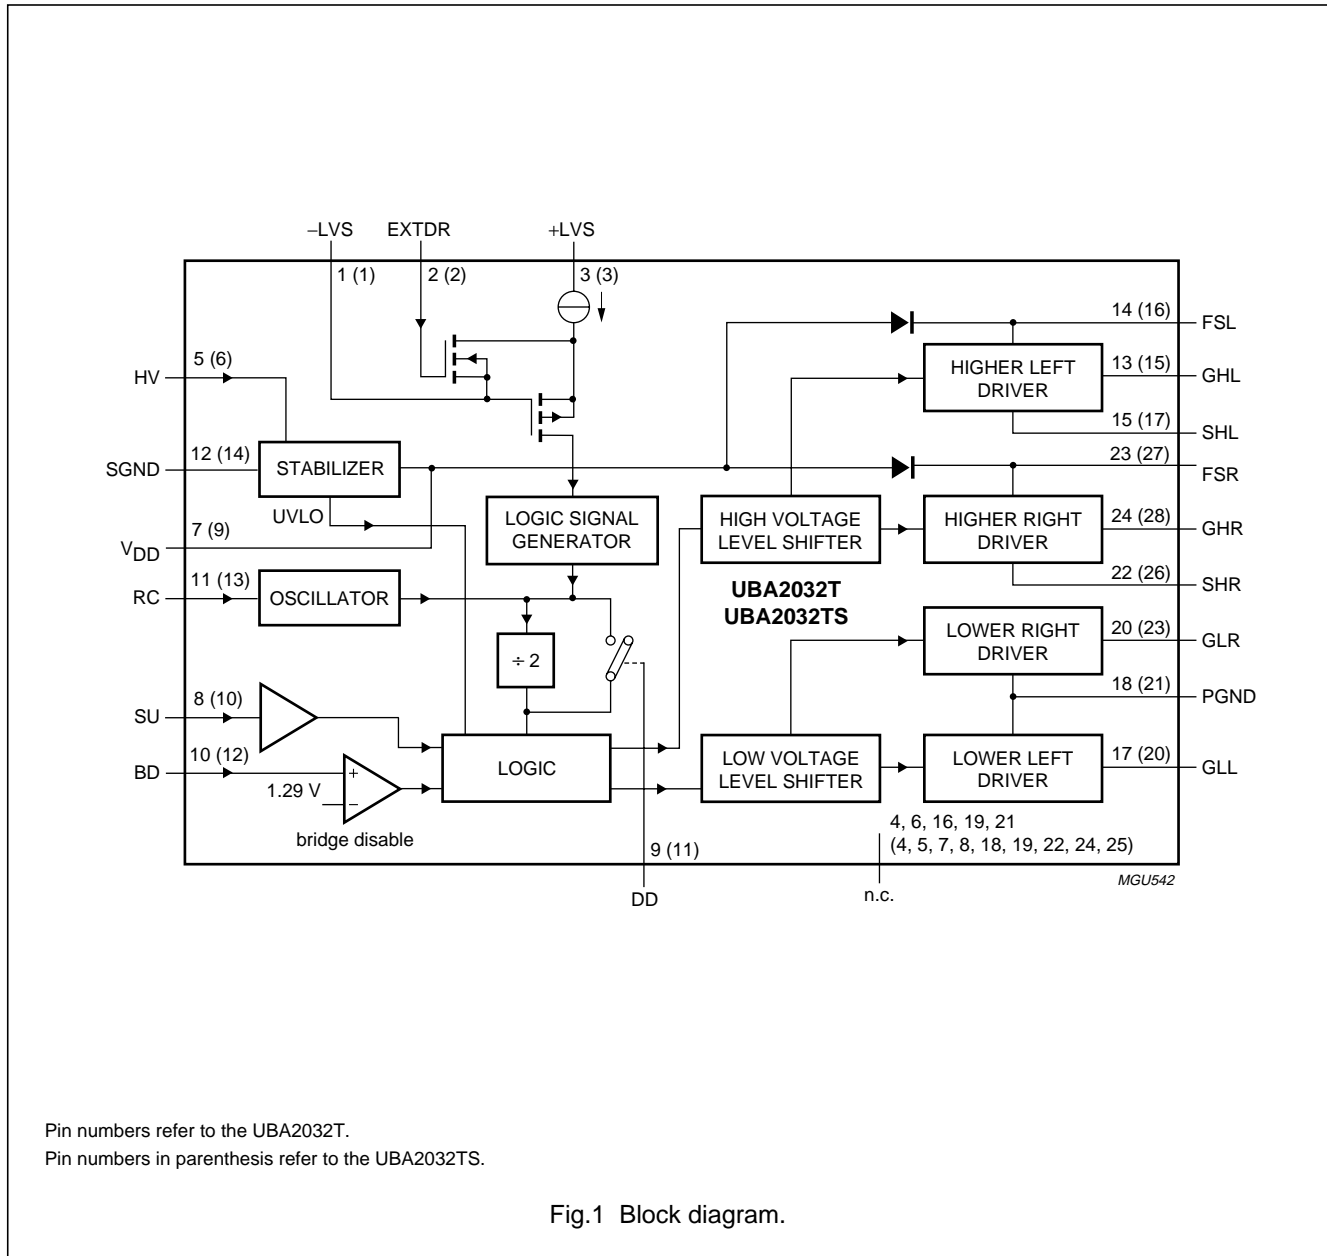 −LVS EXTDR +LVS
1 (1) 2 (2) 3 (3)
14 (16) FSL
HIGHER LEFT
DRIVER
13 (15) GHL
15 (17) SHL
5 (6)
HV
12 (14)
SGND
STABILIZER
UVLO
23 (27)
FSR
7 (9)
VDD
LOGIC SIGNAL
GENERATOR
HIGH VOLTAGE
LEVEL SHIFTER
HIGHER RIGHT
DRIVER
24 (28)
GHR
22 (26)
SHR
11 (13)
RC
OSCILLATOR
UBA2032T
UBA2032TS
÷ 2
LOWER RIGHT
DRIVER
20 (23)
GLR
18 (21)
PGND
8 (10)
SU
10 (12)
BD
+
1.29 V
−
bridge disable
LOGIC
LOW VOLTAGE
LEVEL SHIFTER
LOWER LEFT
DRIVER
17 (20)
GLL
9 (11)
DD
4, 6, 16, 19, 21
(4, 5, 7, 8, 18, 19, 22, 24, 25)
n.c.
MGU542
Pin numbers refer to the UBA2032T.
Pin numbers in parenthesis refer to the UBA2032TS.
Fig.1 Block diagram.